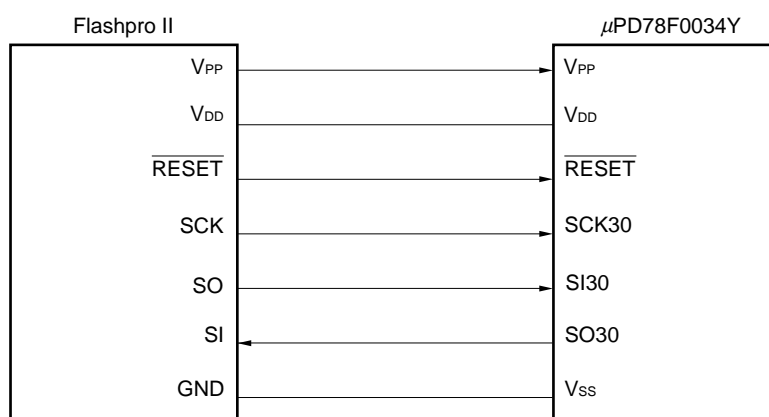 Flashpro II μPD78F0034Y
VPP VPP
VDD VDD
RESET RESET
SCK SCK30
SO SI30
SI SO30
GND VSS